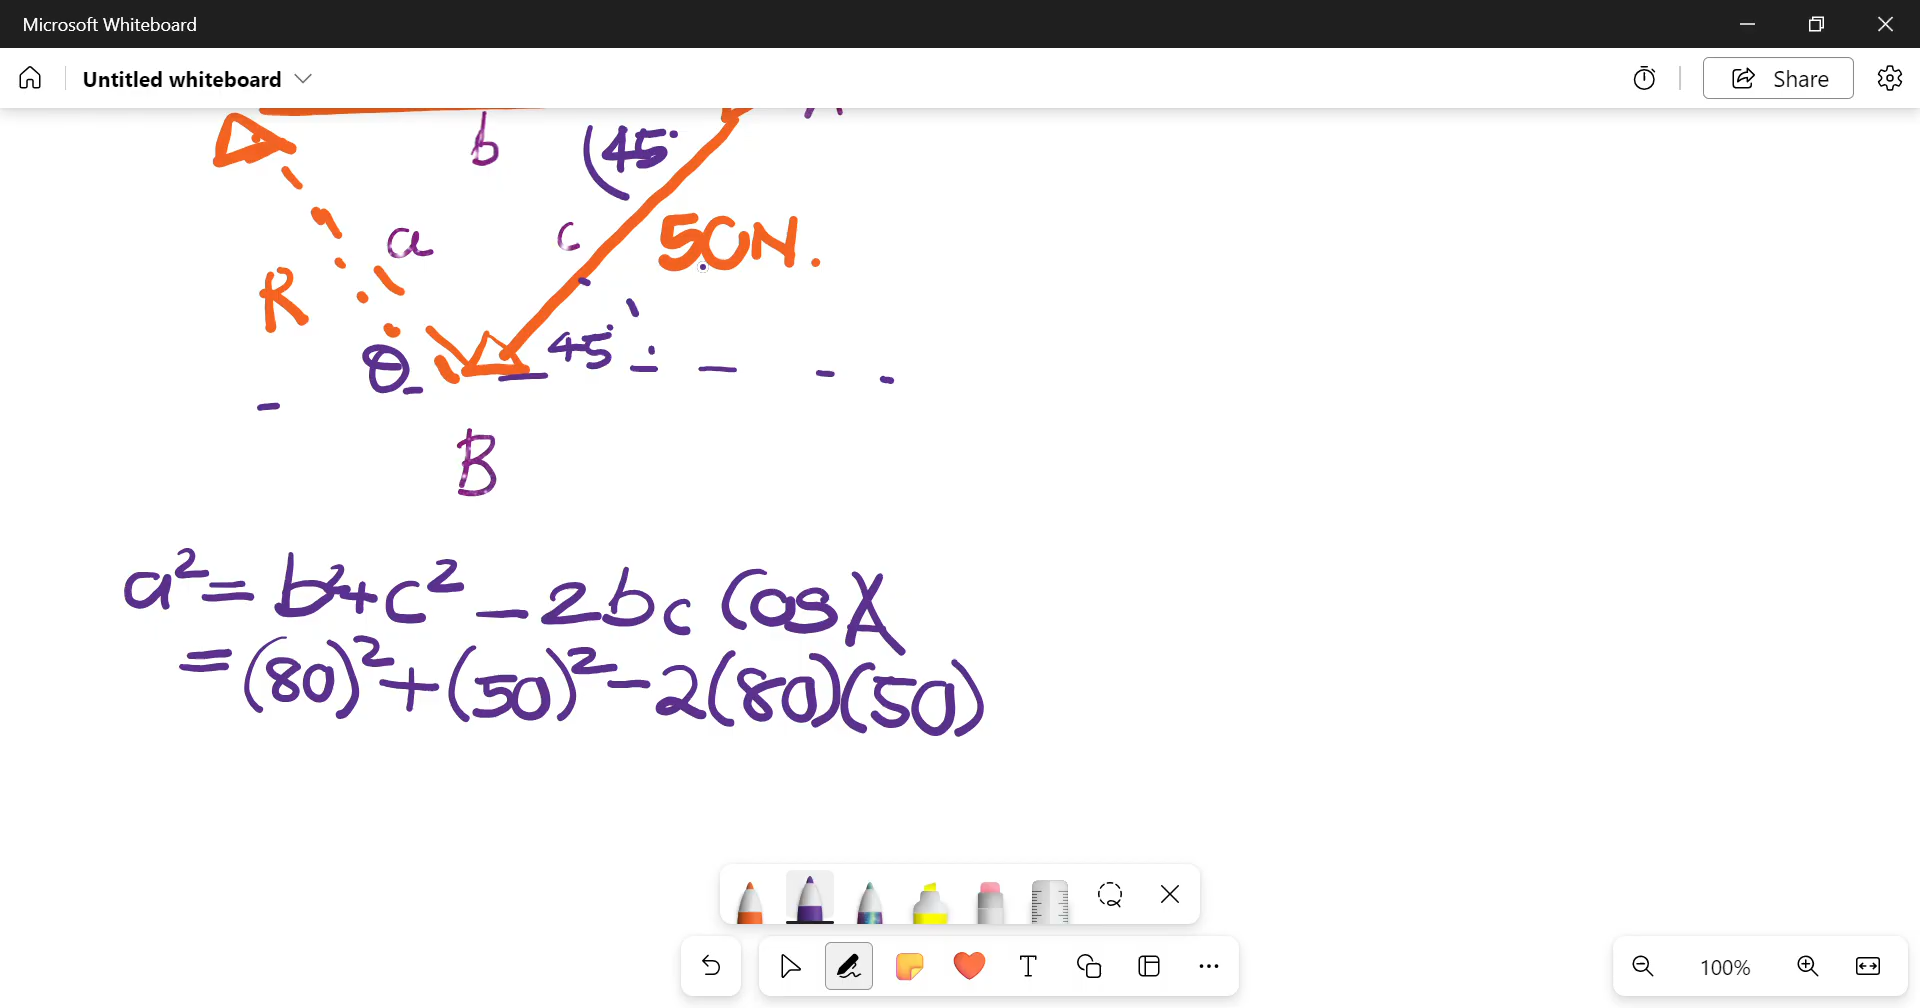 Microsoft Whiteboard
Untitled whiteboard
Share
b
(45°
a
c
50N.
R
θ
45°
B
a² = b² + c² - 2bc Cos A
= (80)² + (50)² - 2(80)(50)
T
100%